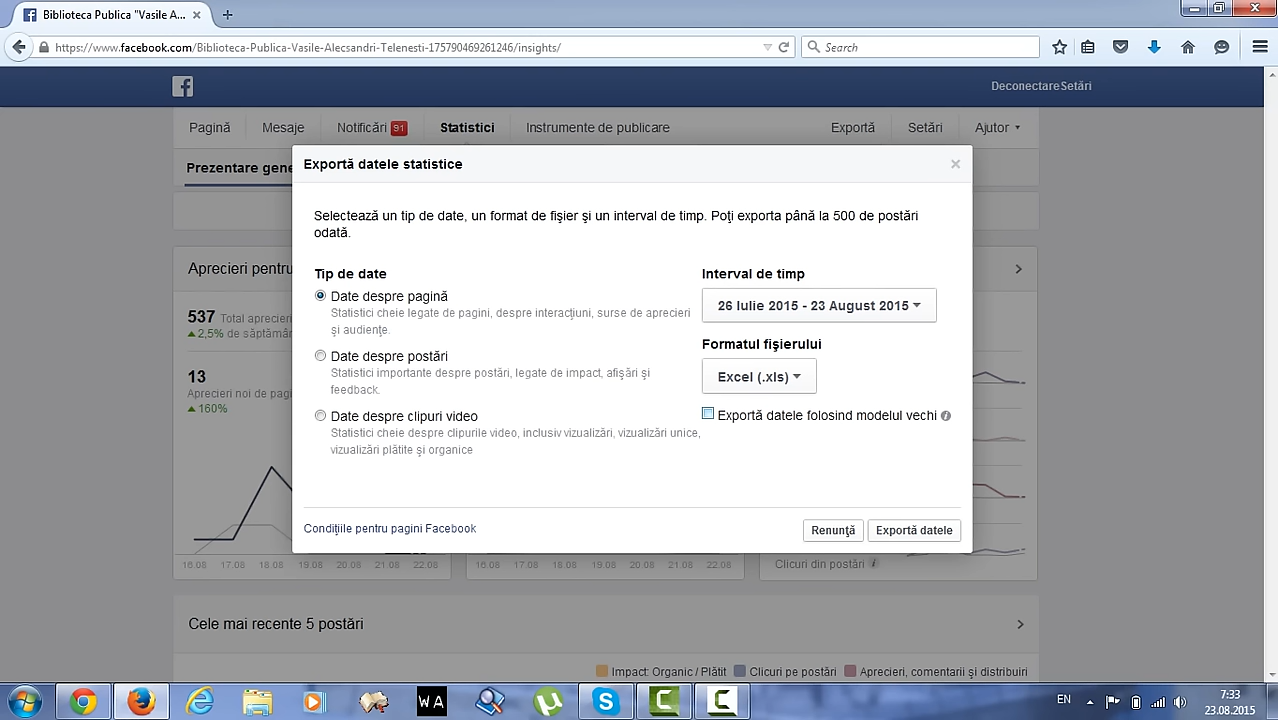 Biblioteca Publica "Vasile A...
https://www.facebook.com/Biblioteca-Publica-Vasile-Alecsandri-Telenesti-175790469261246/insights/
Search
DeconectareSetări
Pagină Mesaje Notificări 91 Statistici Instrumente de publicare Exportă Setări Ajutor
Prezentare gene
Exportă datele statistice
Selectează un tip de date, un format de fişier şi un interval de timp. Poţi exporta până la 500 de postări
odată.
Tip de date
Date despre pagină
Statistici cheie legate de pagini, despre interacţiuni, surse de aprecieri
şi audienţe.
Date despre postări
Statistici importante despre postări, legate de impact, afişări şi
feedback.
Date despre clipuri video
Statistici cheie despre clipurile video, inclusiv vizualizări, vizualizări unice,
vizualizări plătite şi organice
Interval de timp
26 Iulie 2015 - 23 August 2015
Formatul fişierului
Excel (.xls)
Exportă datele folosind modelul vechi
Condiţiile pentru pagini Facebook
Renunţă Exportă datele
Aprecieri pentru
537 Total aprecieri
2,5% de săptămân
13
Aprecieri noi de pagi
160%
16.08 17.08 18.08 19.08 20.08 21.08 22.08
16.08 17.08 18.08 19.08 20.08 21.08 22.08
Clicuri din postări
Cele mai recente 5 postări
Impact: Organic / Plătit Clicuri pe postări Aprecieri, comentarii şi distribuiri
WA
EN
7:33
23.08.2015